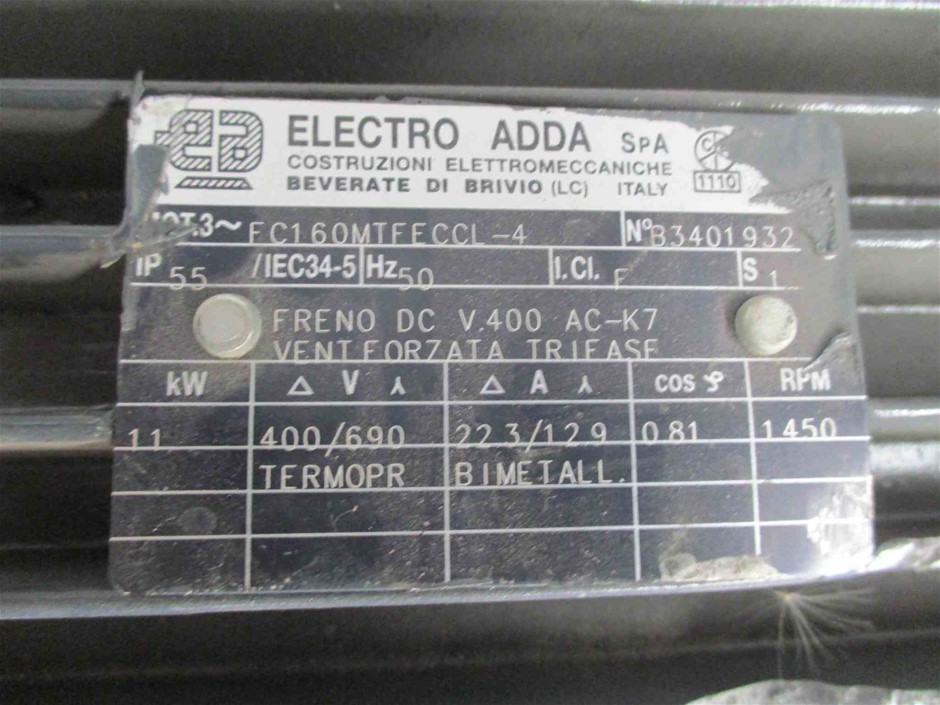 ELECTRO ADDA SpA
COSTRUZIONI ELETTROMECCANICHE
BEVERATE DI BRIVIO (LC) ITALY
1110
MOT.3~ FC160MTFECCL-4 N° B3401932
IP 55 /IEC34-5 Hz 50 I.Cl. F S 1
FRENO DC V.400 AC-K7
VENT.FORZATA TRIFASE
kW Δ V ⅄ Δ A ⅄ cos φ RPM
11 400/690 22.3/12.9 0.81 1450
TERMOPR BIMETALL.